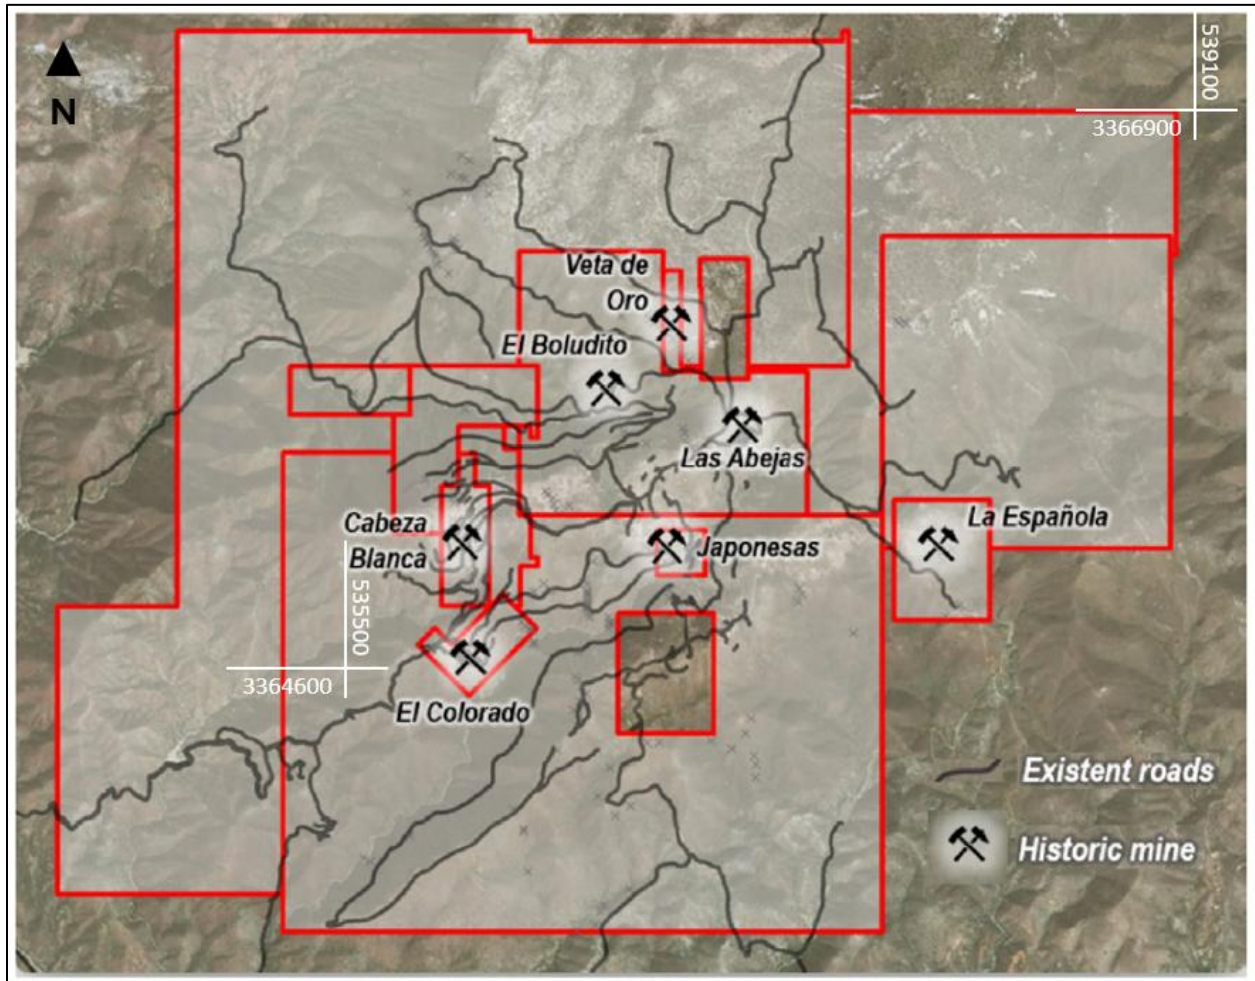 N
539100
3366900
Veta de
Oro
El Boludito
Las Abejas
Cabeza
Blanca
La Española
Japonesas
535500
3364600
El Colorado
Existent roads
Historic mine